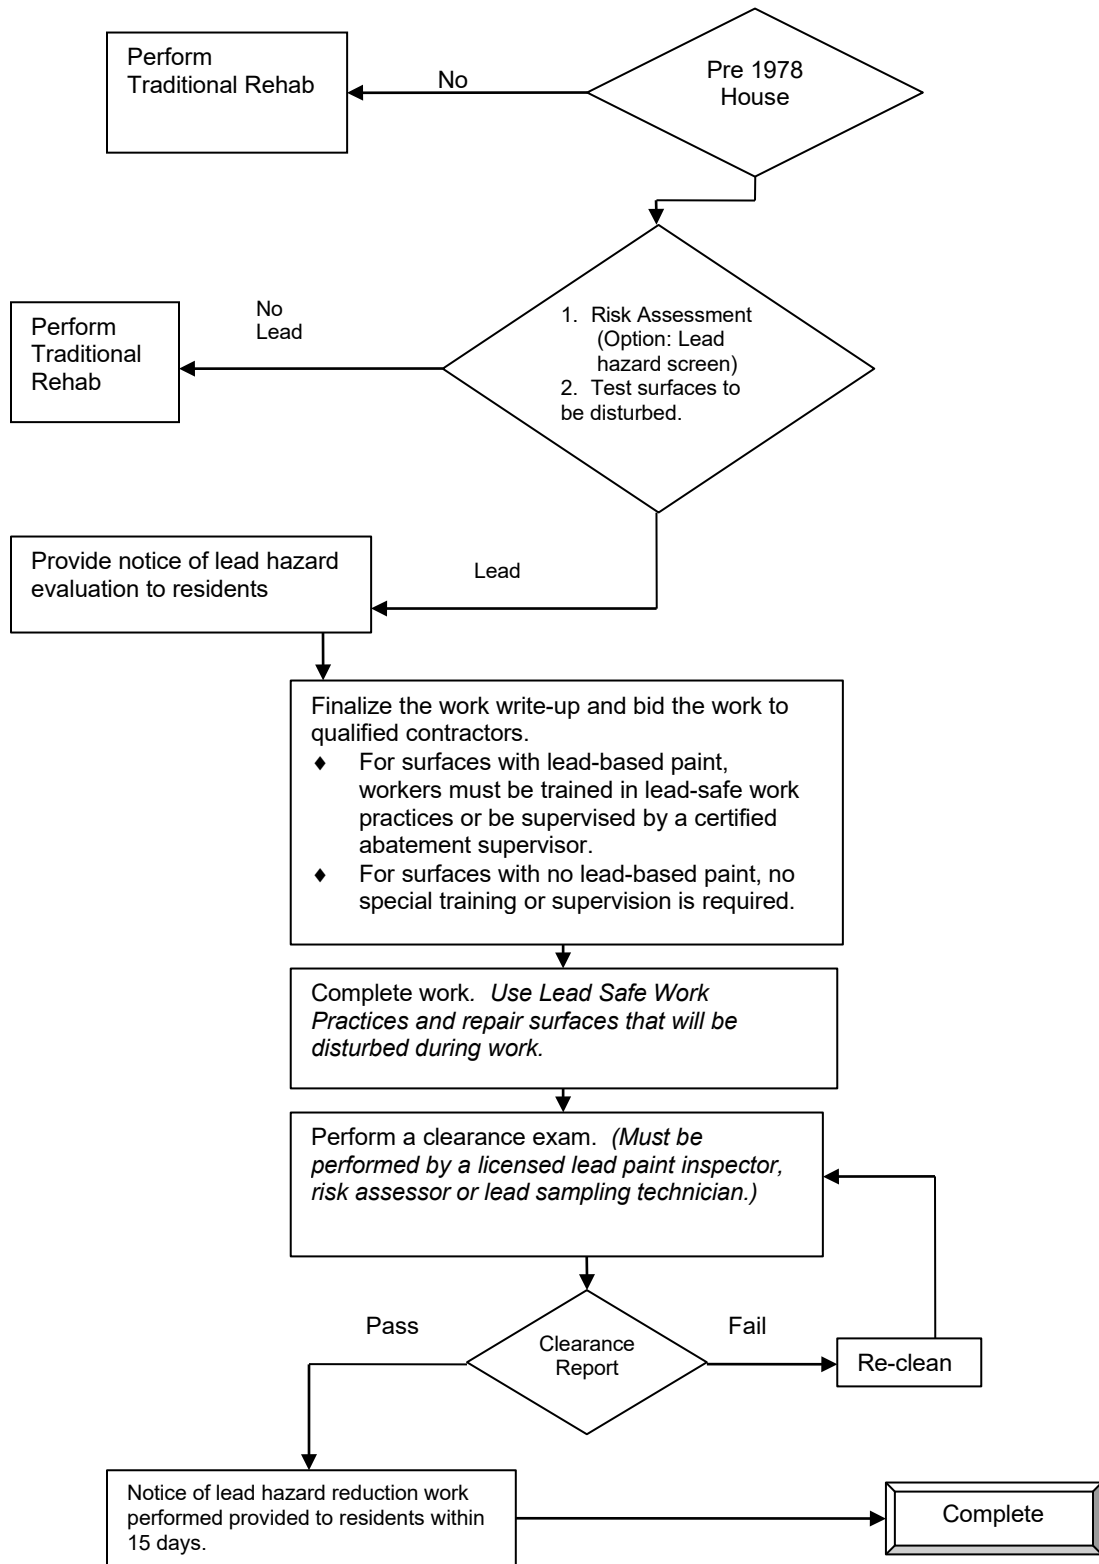 Pre 1978
House
No
Perform
Traditional Rehab
1. Risk Assessment
(Option: Lead
hazard screen)
2. Test surfaces to
be disturbed.
No
Lead
Perform
Traditional
Rehab
Lead
Provide notice of lead hazard
evaluation to residents
Finalize the work write-up and bid the work to
qualified contractors.
♦ For surfaces with lead-based paint,
workers must be trained in lead-safe work
practices or be supervised by a certified
abatement supervisor.
♦ For surfaces with no lead-based paint, no
special training or supervision is required.
Complete work. Use Lead Safe Work
Practices and repair surfaces that will be
disturbed during work.
Perform a clearance exam. (Must be
performed by a licensed lead paint inspector,
risk assessor or lead sampling technician.)
Clearance
Report
Pass
Fail
Re-clean
Notice of lead hazard reduction work
performed provided to residents within
15 days.
Complete